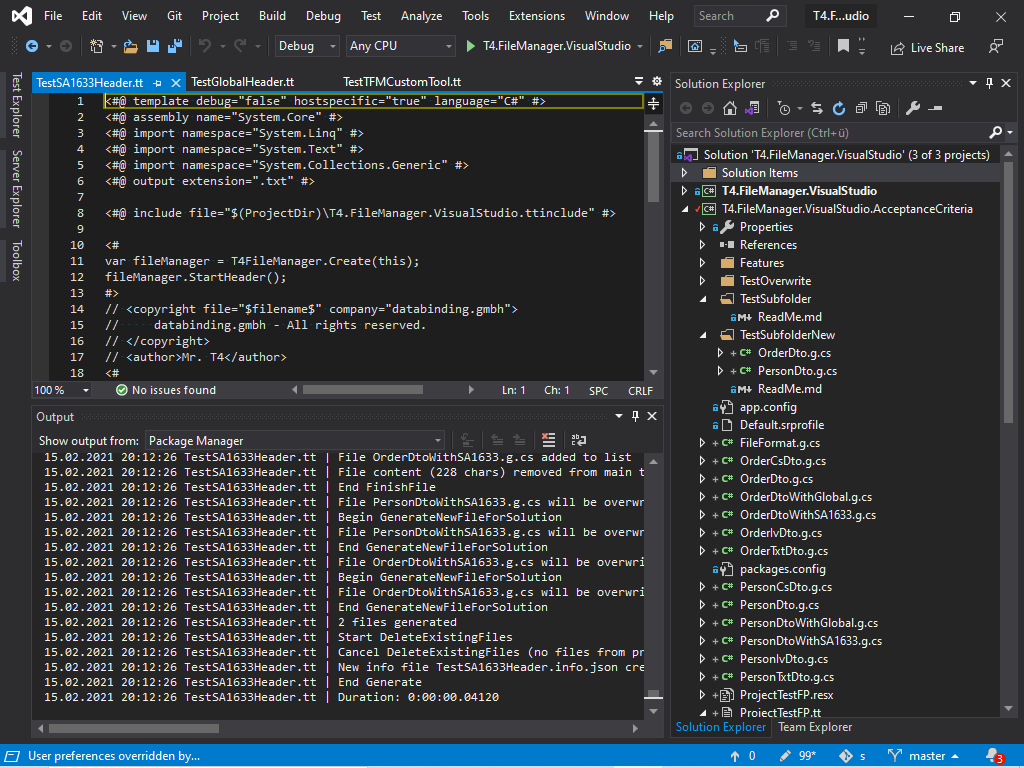 File Edit View Git Project Build Debug Test Analyze Tools Extensions Window Help Search T4.F...udio
Debug Any CPU T4.FileManager.VisualStudio Live Share
Test Explorer
Server Explorer
Toolbox
TestSA1633Header.tt TestGlobalHeader.tt TestTFMCustomTool.tt
1 <#@ template debug="false" hostspecific="true" language="C#" #>
2 <#@ assembly name="System.Core" #>
3 <#@ import namespace="System.Linq" #>
4 <#@ import namespace="System.Text" #>
5 <#@ import namespace="System.Collections.Generic" #>
6 <#@ output extension=".txt" #>
7
8 <#@ include file="$(ProjectDir)\T4.FileManager.VisualStudio.ttinclude" #>
9
10 <#
11 var fileManager = T4FileManager.Create(this);
12 fileManager.StartHeader();
13 #>
14 // <copyright file="$filename$" company="databinding.gmbh">
15 //     databinding.gmbh - All rights reserved.
16 // </copyright>
17 // <author>Mr. T4</author>
18 <#
100 % No issues found Ln: 1 Ch: 1 SPC CRLF
Output
Show output from: Package Manager
15.02.2021 20:12:26 TestSA1633Header.tt | File OrderDtoWithSA1633.g.cs added to list
15.02.2021 20:12:26 TestSA1633Header.tt | File content (228 chars) removed from main t
15.02.2021 20:12:26 TestSA1633Header.tt | End FinishFile
15.02.2021 20:12:26 TestSA1633Header.tt | File PersonDtoWithSA1633.g.cs will be overwr
15.02.2021 20:12:26 TestSA1633Header.tt | Begin GenerateNewFileForSolution
15.02.2021 20:12:26 TestSA1633Header.tt | File PersonDtoWithSA1633.g.cs will be overwr
15.02.2021 20:12:26 TestSA1633Header.tt | End GenerateNewFileForSolution
15.02.2021 20:12:26 TestSA1633Header.tt | File OrderDtoWithSA1633.g.cs will be overwri
15.02.2021 20:12:26 TestSA1633Header.tt | Begin GenerateNewFileForSolution
15.02.2021 20:12:26 TestSA1633Header.tt | File OrderDtoWithSA1633.g.cs will be overwri
15.02.2021 20:12:26 TestSA1633Header.tt | End GenerateNewFileForSolution
15.02.2021 20:12:26 TestSA1633Header.tt | 2 files generated
15.02.2021 20:12:26 TestSA1633Header.tt | Start DeleteExistingFiles
15.02.2021 20:12:26 TestSA1633Header.tt | Cancel DeleteExistingFiles (no files from pr
15.02.2021 20:12:26 TestSA1633Header.tt | New info file TestSA1633Header.info.json cre
15.02.2021 20:12:26 TestSA1633Header.tt | End Generate
15.02.2021 20:12:26 TestSA1633Header.tt | Duration: 0:00:00.04120
Solution Explorer
Search Solution Explorer (Ctrl+ü)
Solution 'T4.FileManager.VisualStudio' (3 of 3 projects)
Solution Items
C# T4.FileManager.VisualStudio
C# T4.FileManager.VisualStudio.AcceptanceCriteria
Properties
References
Features
TestOverwrite
TestSubfolder
M+ ReadMe.md
TestSubfolderNew
+ C# OrderDto.g.cs
+ C# PersonDto.g.cs
M+ ReadMe.md
app.config
Default.srprofile
+ C# FileFormat.g.cs
+ C# OrderCsDto.g.cs
+ C# OrderDto.g.cs
+ C# OrderDtoWithGlobal.g.cs
+ C# OrderDtoWithSA1633.g.cs
+ C# OrderIvDto.g.cs
+ C# OrderTxtDto.g.cs
packages.config
+ C# PersonCsDto.g.cs
+ C# PersonDto.g.cs
+ C# PersonDtoWithGlobal.g.cs
+ C# PersonDtoWithSA1633.g.cs
+ C# PersonIvDto.g.cs
+ C# PersonTxtDto.g.cs
+ ProjectTestFP.resx
+ ProjectTestFP.tt
Solution Explorer Team Explorer
User preferences overridden by... 0 99* s master 3